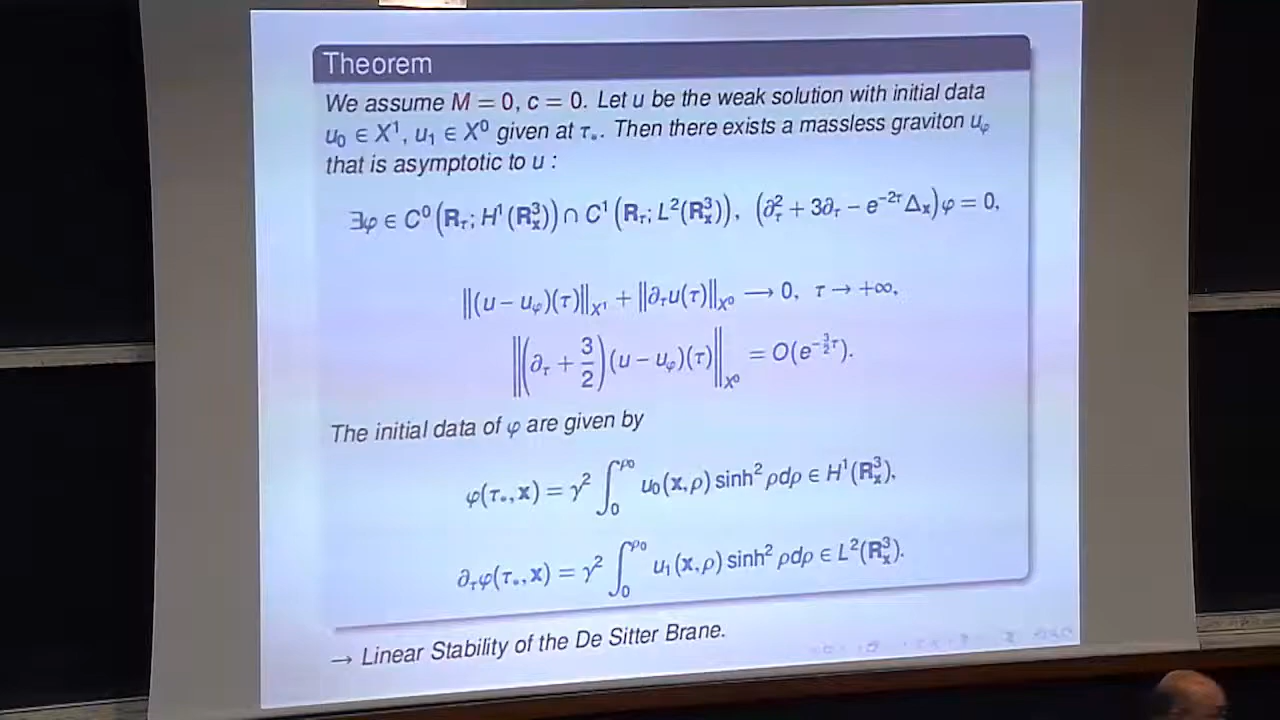 Theorem
We assume M = 0, c = 0. Let u be the weak solution with initial data
u₀ ∈ X¹, u₁ ∈ X⁰ given at τ∗. Then there exists a massless graviton u_φ
that is asymptotic to u :
∃φ ∈ C⁰(R_τ; H¹(R³_x)) ∩ C¹(R_τ; L²(R³_x)), (∂²_τ + 3∂_τ − e^{−2τ}Δ_x)φ = 0,
‖(u − u_φ)(τ)‖_{X¹} + ‖∂_τu(τ)‖_{X⁰} ⟶ 0, τ → +∞,
‖(∂_τ + 3/2)(u − u_φ)(τ)‖_{X⁰} = O(e^{−3/2 τ}).
The initial data of φ are given by
φ(τ∗, x) = γ² ∫₀^{ρ₀} u₀(x, ρ) sinh² ρdρ ∈ H¹(R³_x),
∂_τφ(τ∗, x) = γ² ∫₀^{ρ₀} u₁(x, ρ) sinh² ρdρ ∈ L²(R³_x).
→ Linear Stability of the De Sitter Brane.